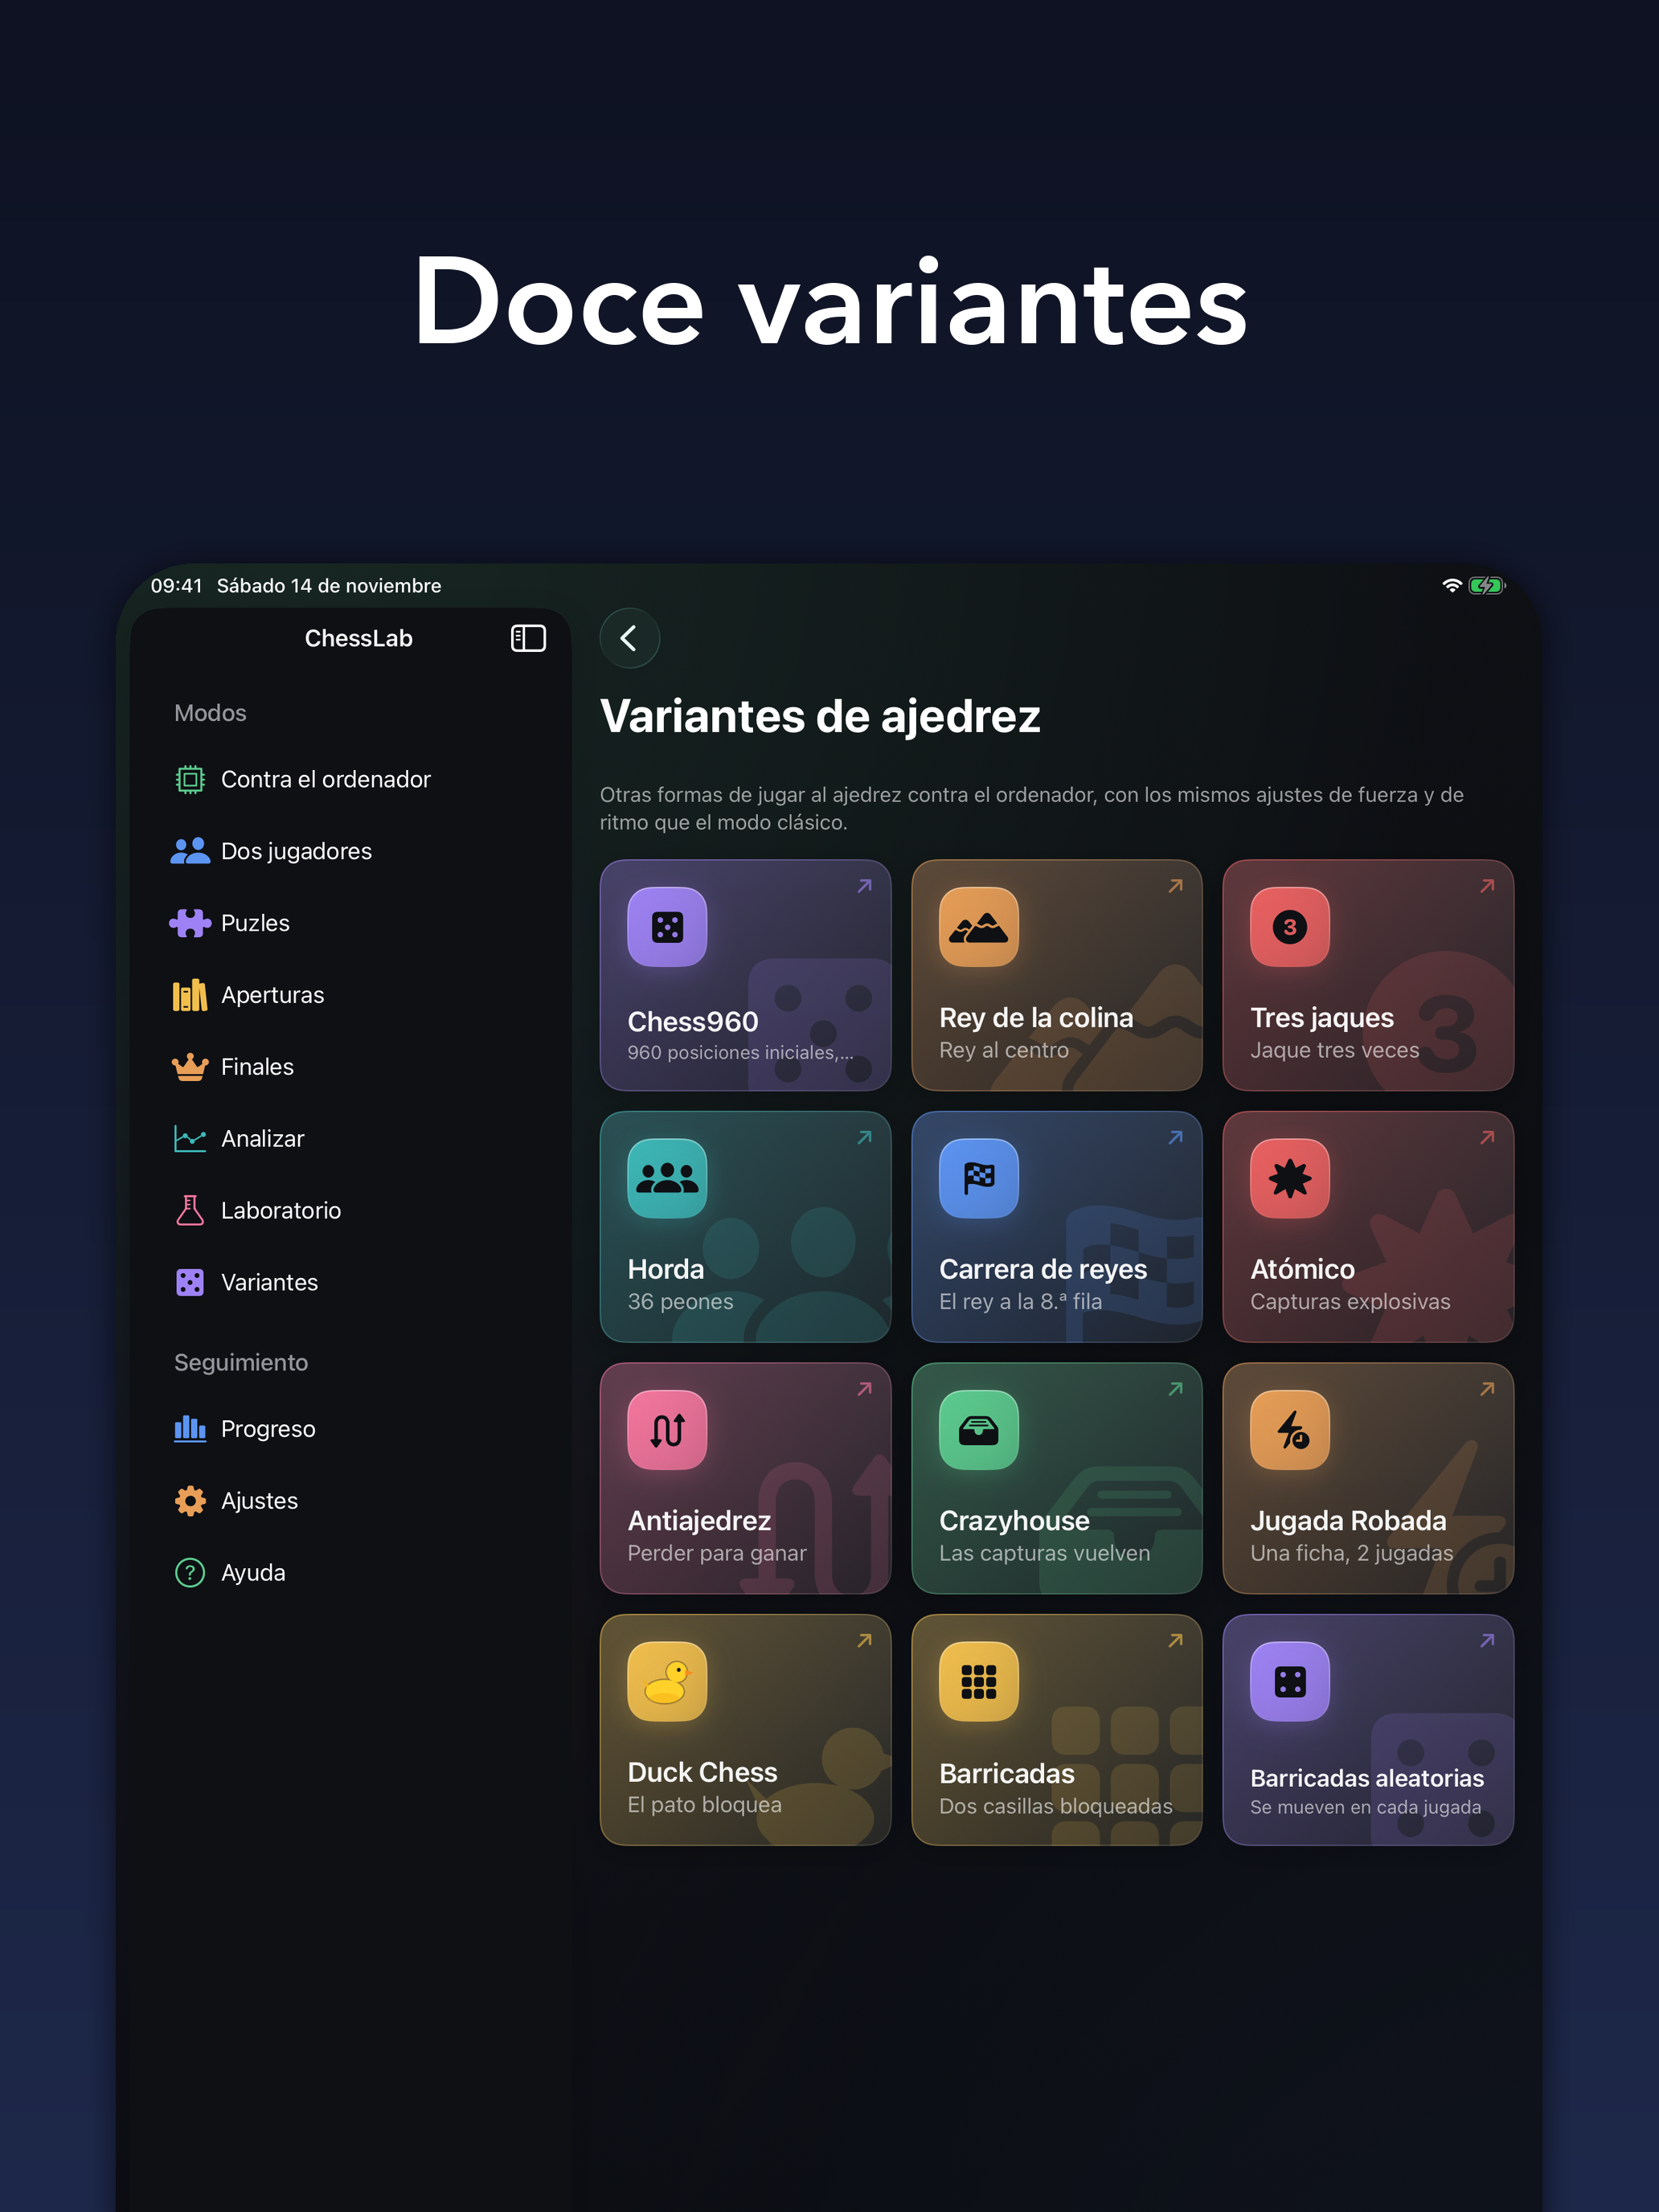 Doce variantes
09:41 Sábado 14 de noviembre
ChessLab
Modos
Contra el ordenador
Dos jugadores
Puzles
Aperturas
Finales
Analizar
Laboratorio
Variantes
Seguimiento
Progreso
Ajustes
? Ayuda
Variantes de ajedrez
Otras formas de jugar al ajedrez contra el ordenador, con los mismos ajustes de fuerza y de
ritmo que el modo clásico.
Chess960
960 posiciones iniciales,...
Rey de la colina
Rey al centro
3
3
Tres jaques
Jaque tres veces
Horda
36 peones
Carrera de reyes
El rey a la 8.ª fila
Atómico
Capturas explosivas
Antiajedrez
Perder para ganar
Crazyhouse
Las capturas vuelven
Jugada Robada
Una ficha, 2 jugadas
Duck Chess
El pato bloquea
Barricadas
Dos casillas bloqueadas
Barricadas aleatorias
Se mueven en cada jugada